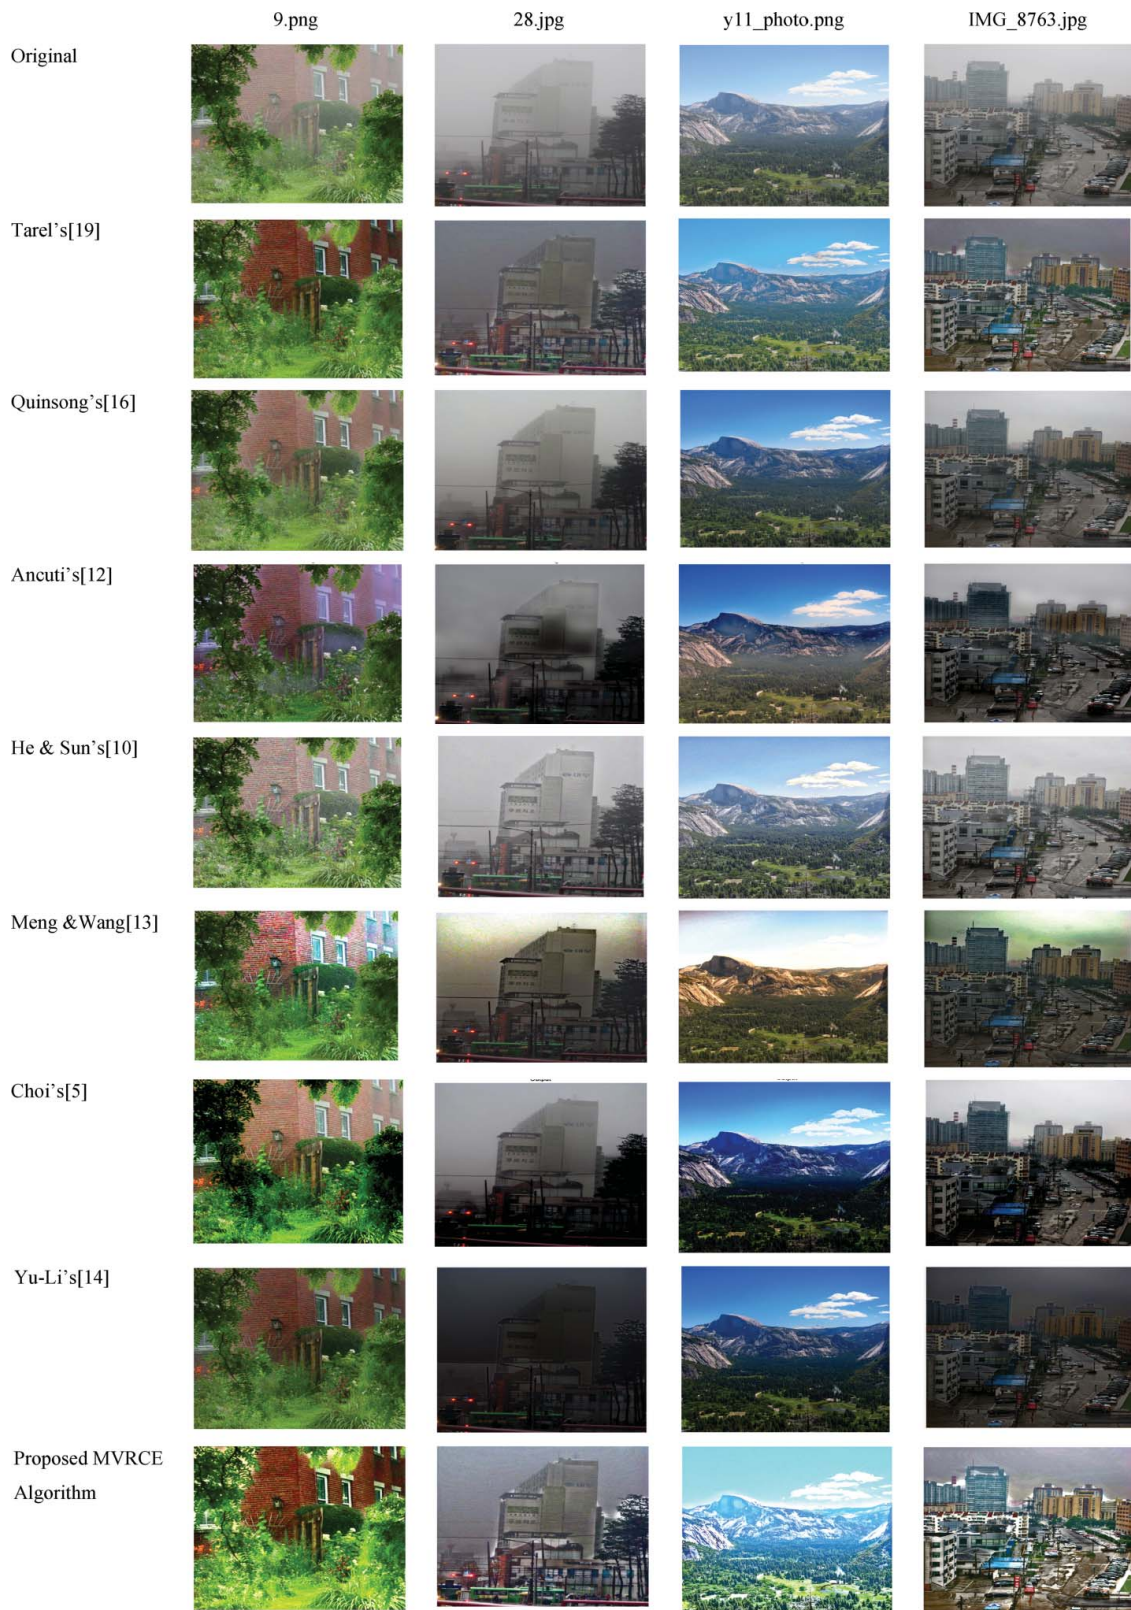 9.png 28.jpg y11_photo.png IMG_8763.jpg
Original
Tarel’s[19]
Quinsong’s[16]
Ancuti’s[12]
He & Sun’s[10]
Meng &Wang[13]
Choi’s[5]
Yu-Li’s[14]
Proposed MVRCE
Algorithm